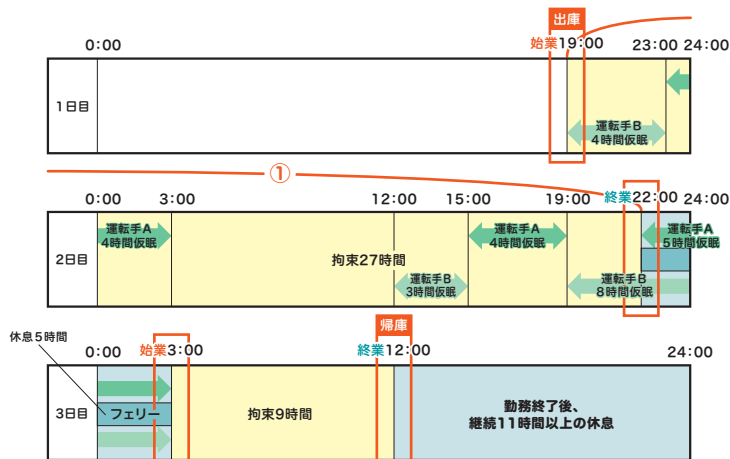 出庫
0:00
始業19:00
23:00
24:00
1日目
運転手B
4時間仮眠
①
0:00
3:00
12:00
15:00
19:00
終業22:00
24:00
2日目
運転手A
4時間仮眠
拘束27時間
運転手B
3時間仮眠
運転手A
4時間仮眠
運転手B
8時間仮眠
運転手A
5時間仮眠
休息5時間
帰庫
0:00
始業3:00
終業12:00
24:00
3日目
フェリー
拘束9時間
勤務終了後、
継続11時間以上の休息